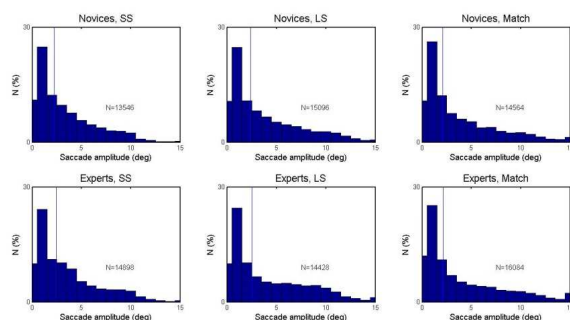 Novices, SS
Novices, LS
Novices, Match
30
30
30
N (%)
N=13546
N (%)
N=15096
N (%)
N=14564
0
0
0
0
5
10
15
0
5
10
15
0
5
10
15
Saccade amplitude (deg)
Saccade amplitude (deg)
Saccade amplitude (deg)
Experts, SS
Experts, LS
Experts, Match
30
30
30
N (%)
N=14898
N (%)
N=14428
N (%)
N=16084
0
0
0
0
5
10
15
0
5
10
15
0
5
10
15
Saccade amplitude (deg)
Saccade amplitude (deg)
Saccade amplitude (deg)